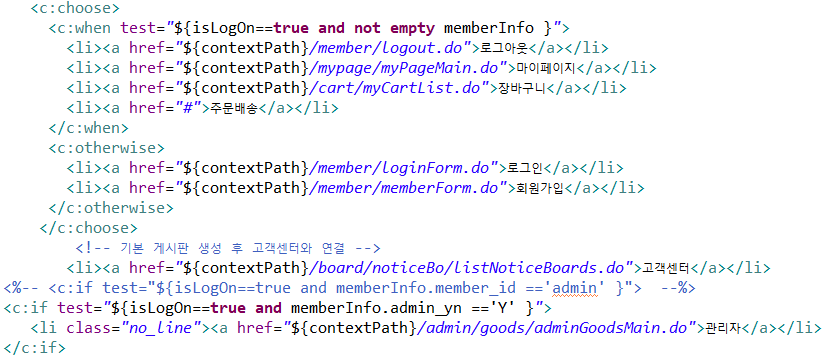 <c:choose>
<c:when test="${isLogOn==true and not empty memberInfo }">
<li><a href="${contextPath}/member/logout.do">로그아웃</a></li>
<li><a href="${contextPath}/mypage/myPageMain.do">마이페이지</a></li>
<li><a href="${contextPath}/cart/myCartList.do">장바구니</a></li>
<li><a href="#">주문배송</a></li>
</c:when>
<c:otherwise>
<li><a href="${contextPath}/member/loginForm.do">로그인</a></li>
<li><a href="${contextPath}/member/memberForm.do">회원가입</a></li>
</c:otherwise>
</c:choose>
<!-- 기본 게시판 생성 후 고객센터와 연결 -->
<li><a href="${contextPath}/board/noticeBo/listNoticeBoards.do">고객센터</a></li>
<%-- <c:if test="${isLogOn==true and memberInfo.member_id =='admin' }">  --%>
<c:if test="${isLogOn==true and memberInfo.admin_yn =='Y' }">
<li class="no_line"><a href="${contextPath}/admin/goods/adminGoodsMain.do">관리자</a></li>
</c:if>